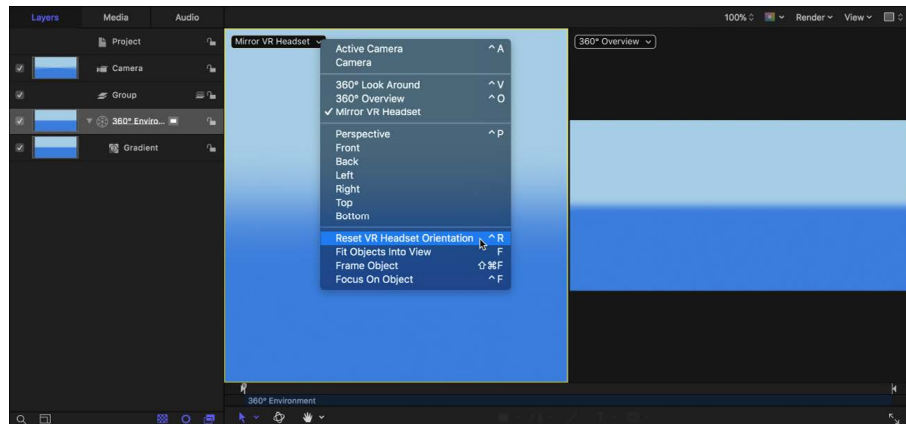 Layers Media Audio
100% Render View
Project
Camera
Group
360° Enviro...
Gradient
Mirror VR Headset
Active Camera ^A
Camera
360° Look Around ^V
360° Overview ^O
✓ Mirror VR Headset
Perspective ^P
Front
Back
Left
Right
Top
Bottom
Reset VR Headset Orientation ^R
Fit Objects Into View F
Frame Object ⇧⌘F
Focus On Object ^F
360° Overview
360° Environment